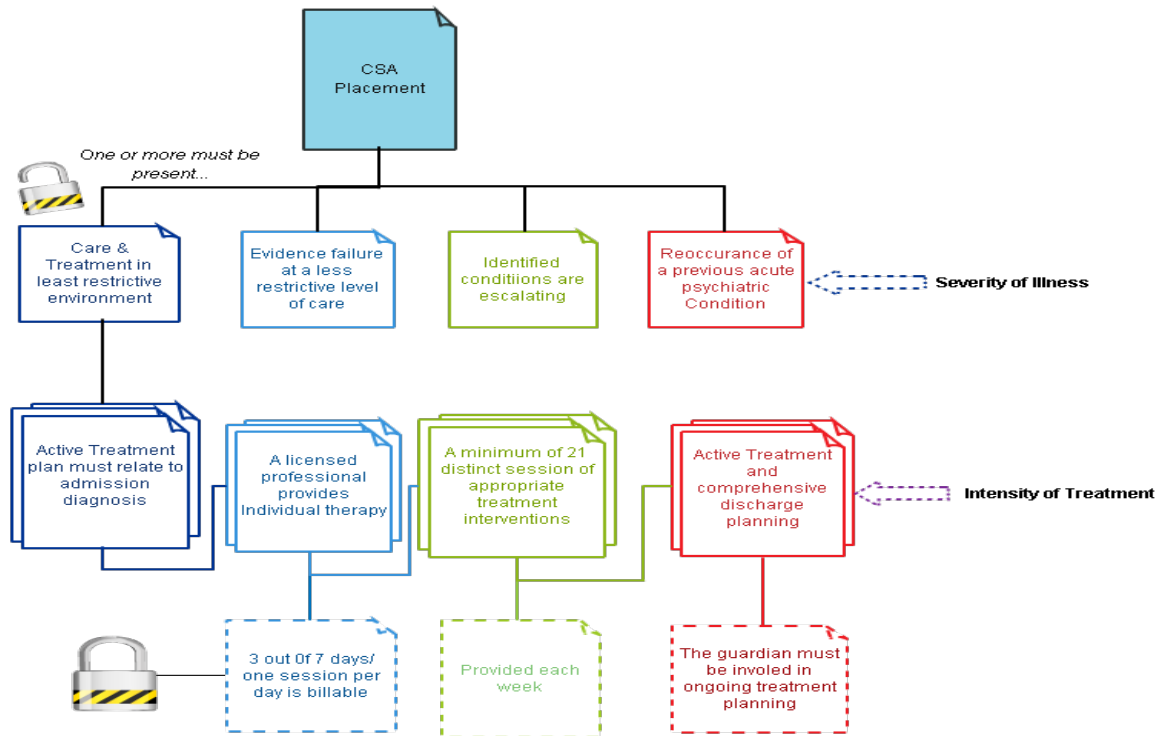 CSA
Placement
One or more must be
present...
Care &
Treatment in
least restrictive
environment
Evidence failure
at a less
restrictive level
of care
Identified
conditiions are
escalating
Reoccurance of
a previous acute
psychiatric
Condition
Severity of Illness
Active Treatment
plan must relate to
admission
diagnosis
A licensed
professional
provides
Individual therapy
A minimum of 21
distinct session of
appropriate
treatment
interventions
Active Treatment
and
comprehensive
discharge
planning
Intensity of Treatment
3 out 0f 7 days/
one session per
day is billable
Provided each
week
The guardian must
be involed in
ongoing treatment
planning